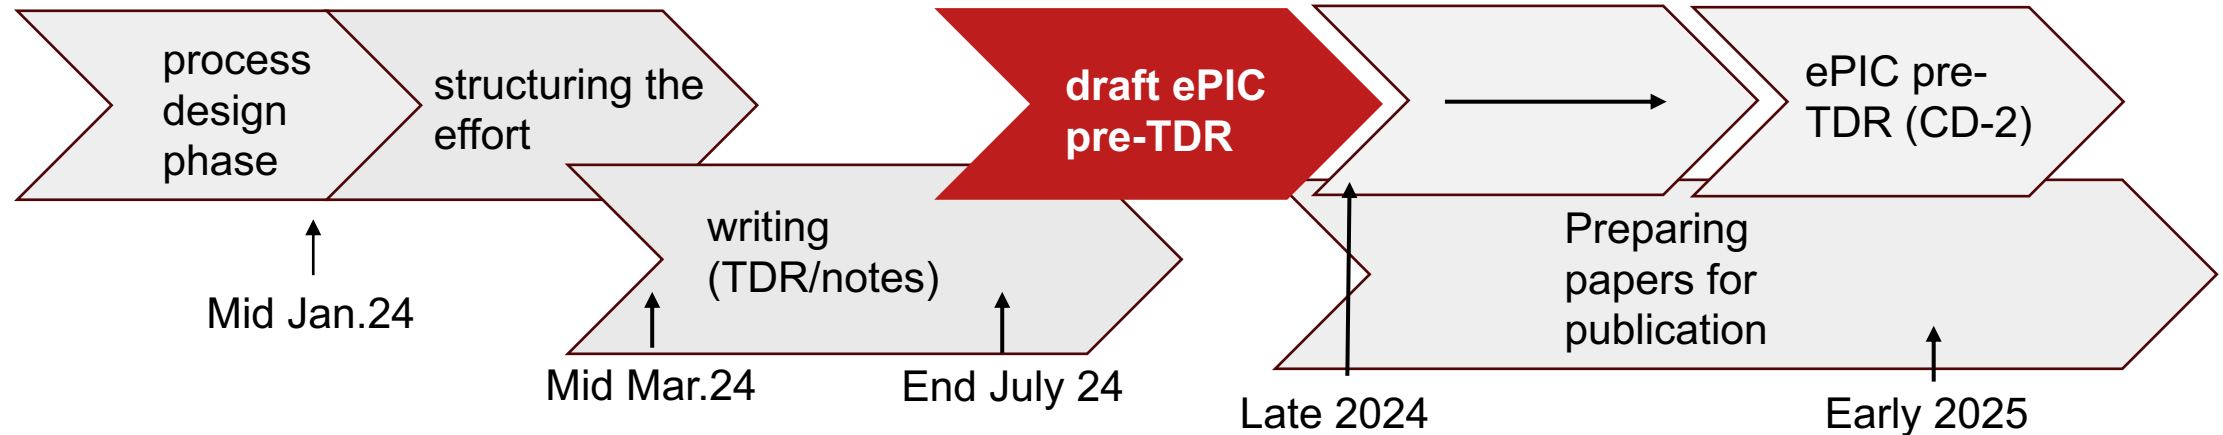 process
design
phase
structuring the
effort
draft ePIC
pre-TDR
ePIC pre-
TDR (CD-2)
writing
(TDR/notes)
Preparing
papers for
publication
Mid Jan.24
Mid Mar.24
End July 24
Late 2024
Early 2025